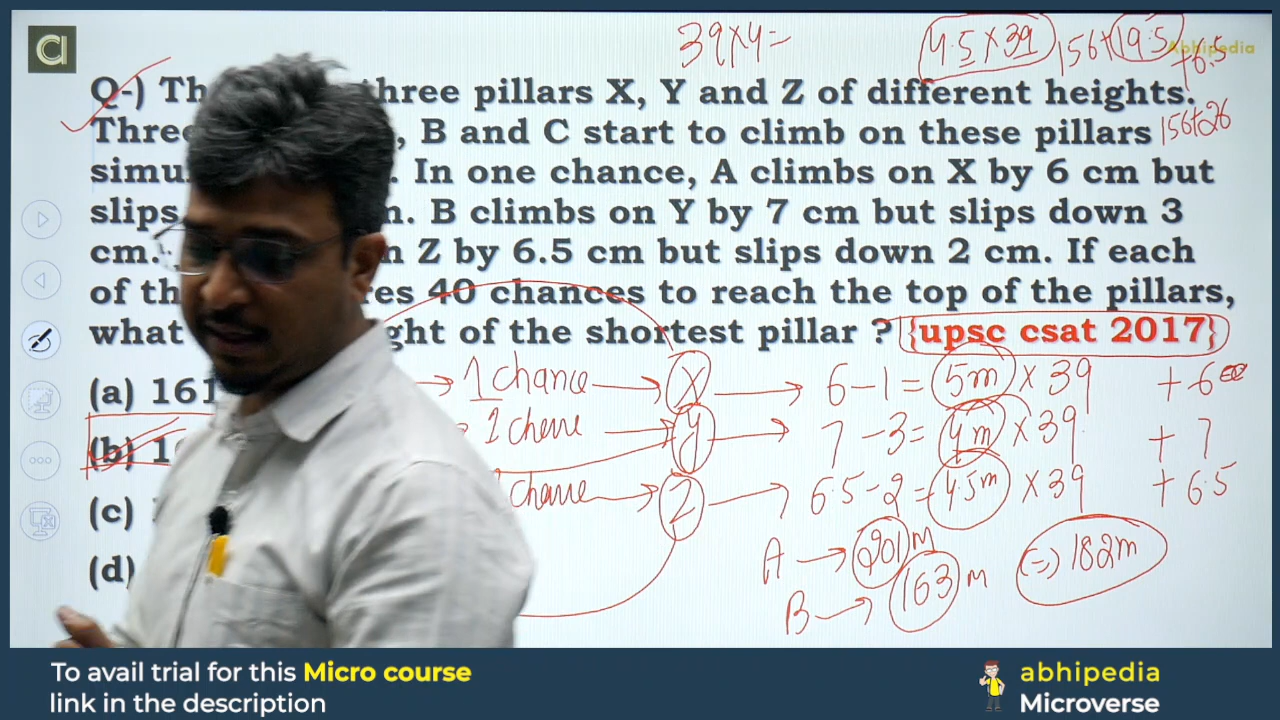 39×4=
4.5×39 156+19.5
+6.5
Abhipedia
156+26
Q-) Th three pillars X, Y and Z of different heights.
Three , B and C start to climb on these pillars
simu . In one chance, A climbs on X by 6 cm but
slips . B climbs on Y by 7 cm but slips down 3
cm. Z by 6.5 cm but slips down 2 cm. If each
of th 40 chances to reach the top of the pillars,
what of the shortest pillar ? {upsc csat 2017}
(a) 161
1 chance X 6-1= 5m ×39 +6
(b) 1
1 Y 7-3= 4m ×39 +7
(c)
Z 6.5-2= 4.5m ×39 +6.5
(d)
A 201m
B 163 m
=) 182m
To avail trial for this Micro course
link in the description
abhipedia
Microverse